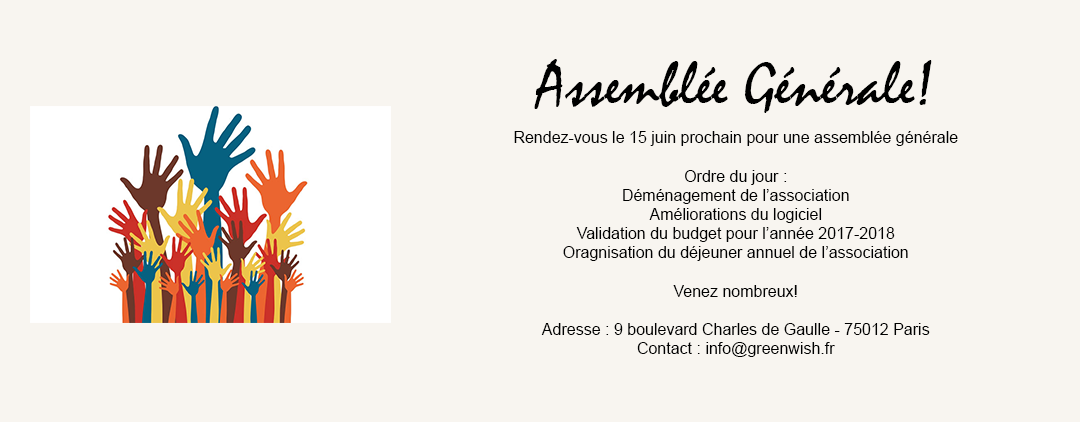 Assemblée Générale!
Rendez-vous le 15 juin prochain pour une assemblée générale
Ordre du jour :
Déménagement de l'association
Améliorations du logiciel
Validation du budget pour l'année 2017-2018
Oragnisation du déjeuner annuel de l'association
Venez nombreux!
Adresse : 9 boulevard Charles de Gaulle - 75012 Paris
Contact : info@greenwish.fr